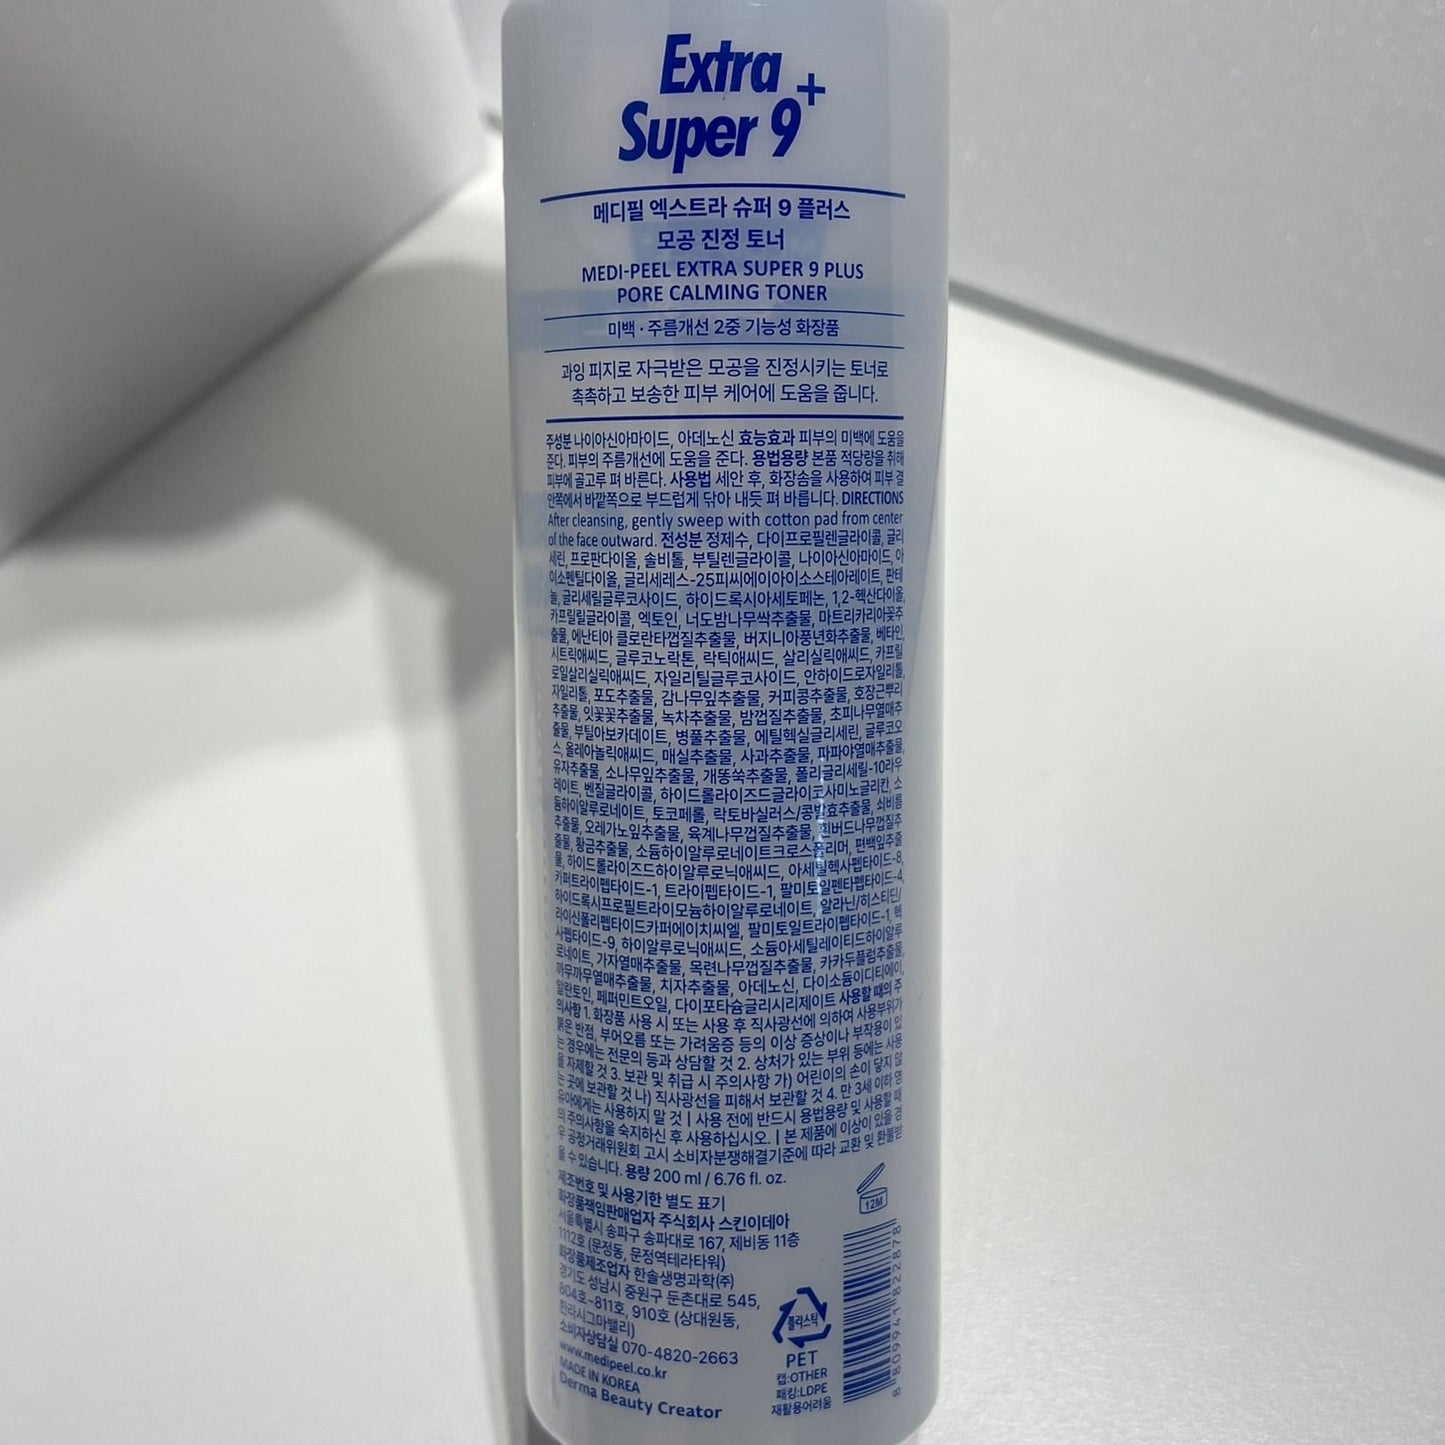 Extra
Super 9+
메디필 엑스트라 슈퍼 9 플러스
모공 진정 토너
MEDI-PEEL EXTRA SUPER 9 PLUS
PORE CALMING TONER
미백·주름개선 2중 기능성 화장품
과잉 피지로 자극받은 모공을 진정시키는 토너로
촉촉하고 보송한 피부 케어에 도움을 줍니다.
주성분 나이아신아마이드, 아데노신 효능효과 피부의 미백에 도움을
준다. 피부의 주름개선에 도움을 준다. 용법용량 본품 적당량을 취해
피부에 골고루 펴 바른다. 사용법 세안 후, 화장솜을 사용하여 피부 결
안쪽에서 바깥쪽으로 부드럽게 닦아 내듯 펴 바릅니다. DIRECTIONS
After cleansing, gently sweep with cotton pad from center
of the face outward. 전성분 정제수, 다이프로필렌글라이콜, 글리
세린, 프로판다이올, 솔비톨, 부틸렌글라이콜, 나이아신아마이드, 아
이소펜틸다이올, 글리세레스-25피씨에이아이소스테아레이트, 판테
놀, 글리세릴글루코사이드, 하이드록시아세토페논, 1,2-헥산다이올,
카프릴릴글라이콜, 엑토인, 너도밤나무싹추출물, 마트리카리아꽃추
출물, 에난티아 클로란타껍질추출물, 버지니아풍년화추출물, 베타인,
시트릭애씨드, 글루코노락톤, 락틱애씨드, 살리실릭애씨드, 카프릴
로일살리실릭애씨드, 자일리틸글루코사이드, 안하이드로자일리톨,
자일리톨, 포도추출물, 감나무잎추출물, 커피콩추출물, 호장근뿌리
추출물, 잇꽃꽃추출물, 녹차추출물, 밤껍질추출물, 초피나무열매추
출물, 부틸아보카데이트, 병풀추출물, 에틸헥실글리세린, 글루코오
스, 올레아놀릭애씨드, 매실추출물, 사과추출물, 파파야열매추출물,
유자추출물, 소나무잎추출물, 개똥쑥추출물, 폴리글리세릴-10라우
레이트, 벤질글라이콜, 하이드롤라이즈드글라이코사미노글리칸, 소
듐하이알루로네이트, 토코페롤, 락토바실러스/콩발효추출물, 쇠비름
추출물, 오레가노잎추출물, 육계나무껍질추출물, 흰버드나무껍질추
출물, 황금추출물, 소듐하이알루로네이트크로스폴리머, 편백잎추출
물, 하이드롤라이즈드하이알루로닉애씨드, 아세틸헥사펩타이드-8,
카퍼트라이펩타이드-1, 트라이펩타이드-1, 팔미토일펜타펩타이드-4,
하이드록시프로필트라이모늄하이알루로네이트, 알라닌/히스티딘/
라이신폴리펩타이드카퍼에이치씨엘, 팔미토일트라이펩타이드-1, 헥
사펩타이드-9, 하이알루로닉애씨드, 소듐아세틸레이티드하이알루
로네이트, 가자열매추출물, 목련나무껍질추출물, 카카두플럼추출물,
까무까무열매추출물, 치자추출물, 아데노신, 다이소듐이디티에이,
알란토인, 페퍼민트오일, 다이포타슘글리시리제이트 사용할 때의 주
의사항 1. 화장품 사용 시 또는 사용 후 직사광선에 의하여 사용부위가
붉은 반점, 부어오름 또는 가려움증 등의 이상 증상이나 부작용이 있
는 경우에는 전문의 등과 상담할 것 2. 상처가 있는 부위 등에는 사용
을 자제할 것 3. 보관 및 취급 시 주의사항 가) 어린이의 손이 닿지 않
는 곳에 보관할 것 나) 직사광선을 피해서 보관할 것 4. 만 3세 이하 영
유아에게는 사용하지 말 것 | 사용 전에 반드시 용법용량 및 사용할 때
의 주의사항을 숙지하신 후 사용하십시오. | 본 제품에 이상이 있을 경
우 공정거래위원회 고시 소비자분쟁해결기준에 따라 교환 및 환불받
을 수 있습니다. 용량 200 ml / 6.76 fl. oz.
제조번호 및 사용기한 별도 표기
화장품책임판매업자 주식회사 스킨이데아
서울특별시 송파구 송파대로 167, 제비동 11층
1112호 (문정동, 문정역테라타워)
화장품제조업자 한솔생명과학(주)
경기도 성남시 중원구 둔촌대로 545,
804호~811호, 910호 (상대원동,
한라시그마밸리)
소비자상담실 070-4820-2663
www.medipeel.co.kr
MADE IN KOREA
Derma Beauty Creator
12M
플라스틱
PET
캡:OTHER
패킹:LDPE
재활용어려움
8809941822878